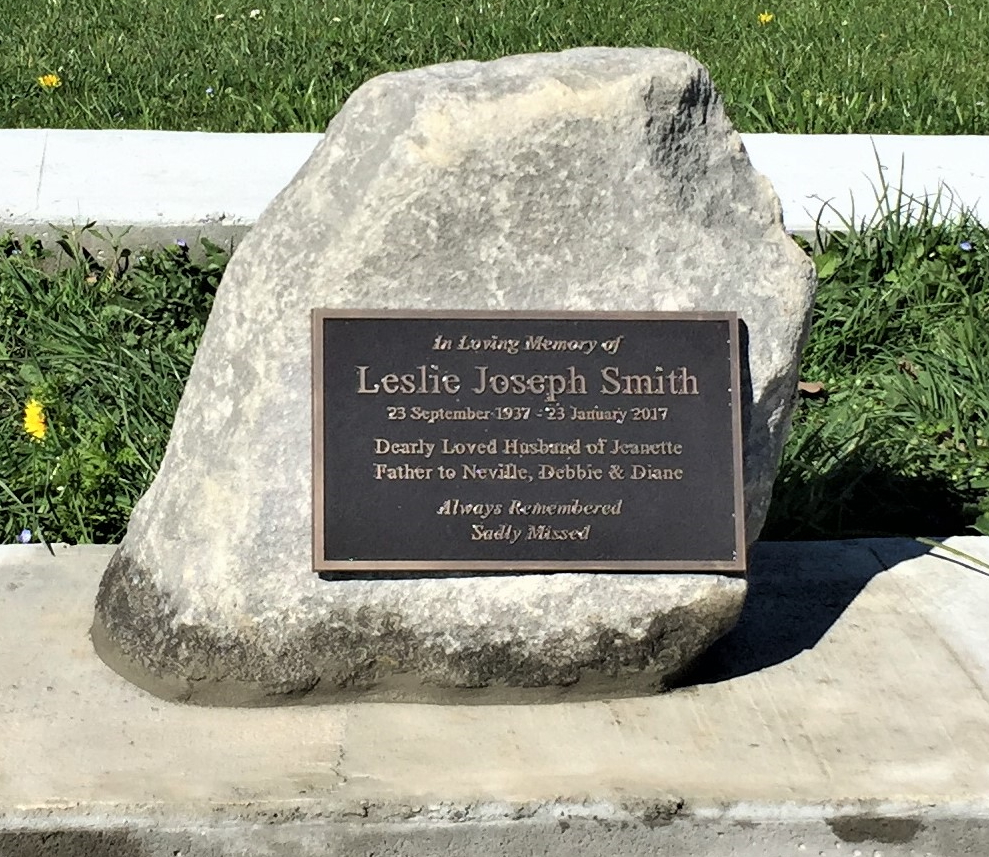 In Loving Memory of
Leslie Joseph Smith
23 September 1937 - 23 January 2017
Dearly Loved Husband of Jeanette
Father to Neville, Debbie & Diane
Always Remembered
Sadly Missed